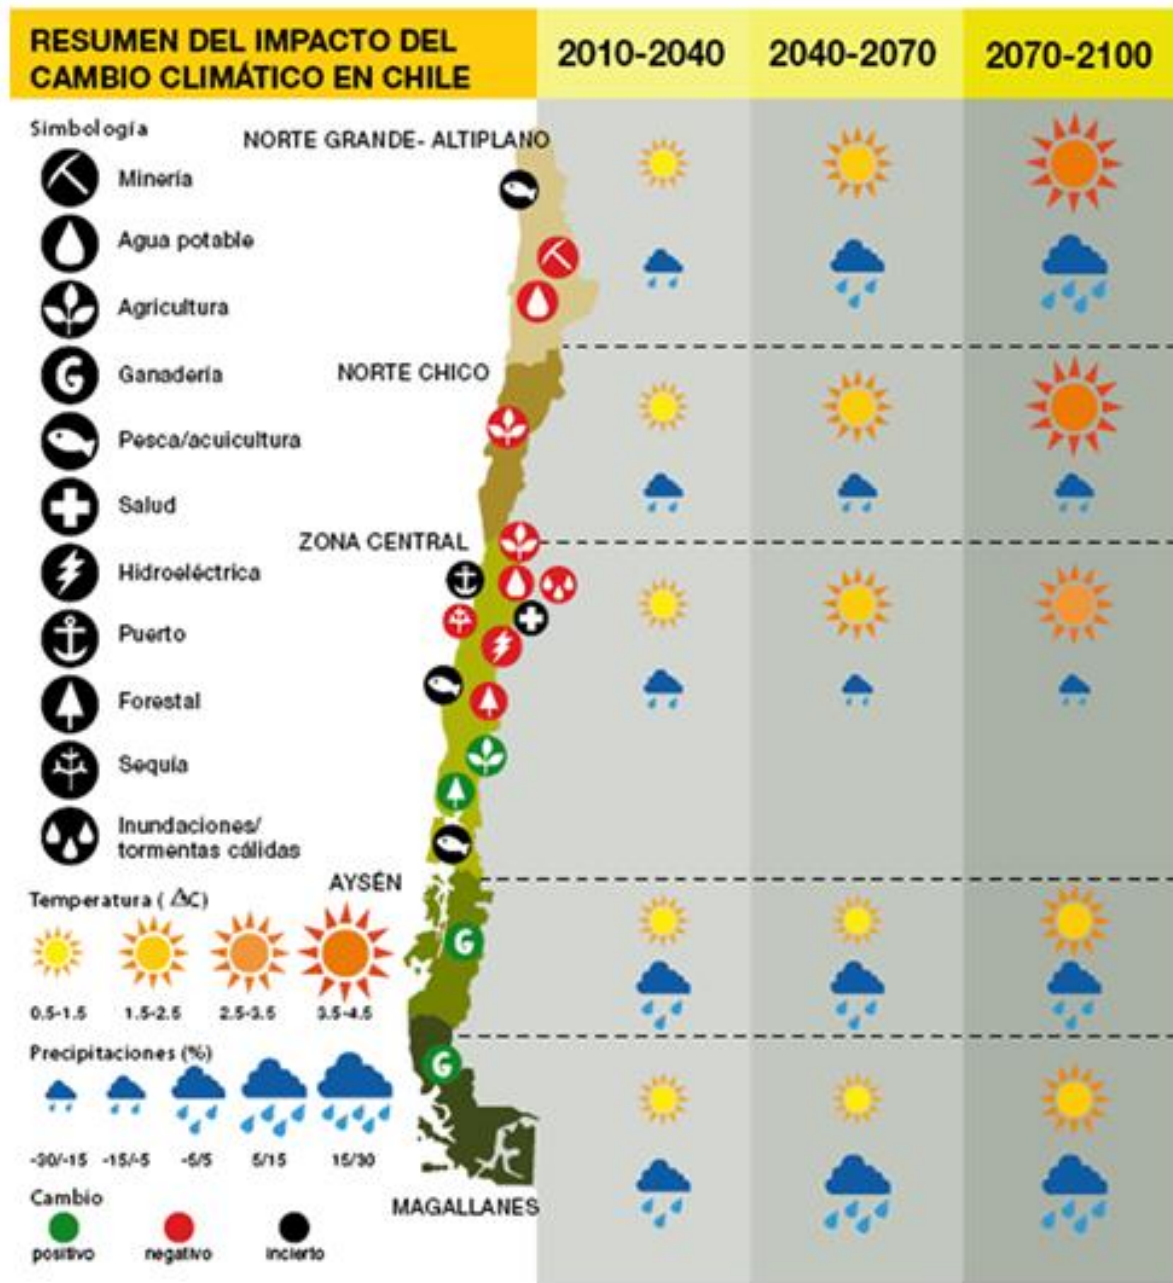 RESUMEN DEL IMPACTO DEL
CAMBIO CLIMÁTICO EN CHILE
2010-2040
2040-2070
2070-2100
Simbología
Minería
Agua potable
Agricultura
Ganadería
Pesca/acuicultura
Salud
Hidroeléctrica
Puerto
Forestal
Sequía
Inundaciones/
tormentas cálidas
NORTE GRANDE- ALTIPLANO
NORTE CHICO
ZONA CENTRAL
AYSÉN
MAGALLANES
Temperatura ( ΔC)
0.5-1.5 1.5-2.5 2.5-3.5 3.5-4.5
Precipitaciones (%)
-30/-15 -15/-5 -5/5 5/15 15/30
Cambio
positivo negativo incierto